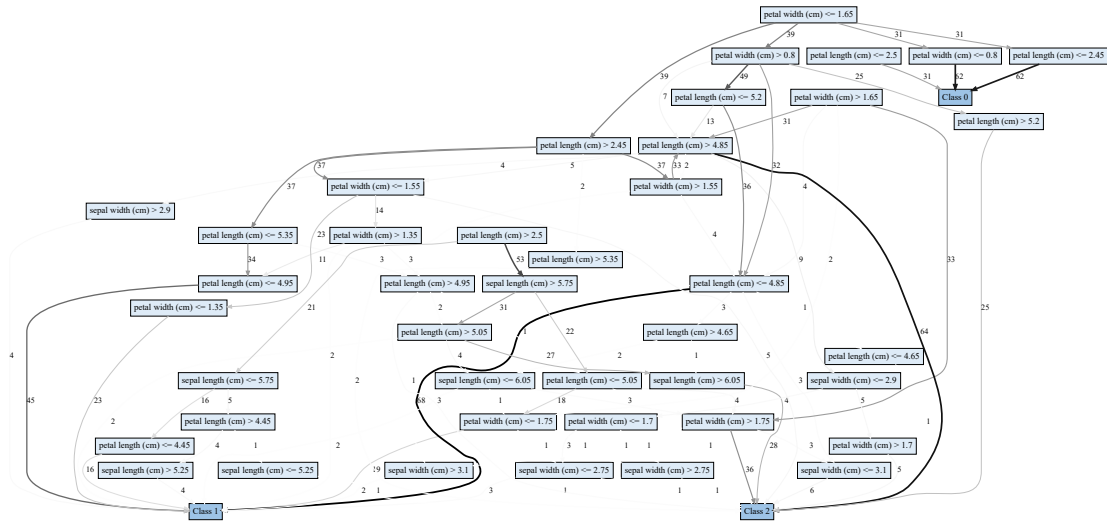 petal width (cm) <= 1.65
39 31 31
petal width (cm) > 0.8 petal length (cm) <= 2.5 petal width (cm) <= 0.8 petal length (cm) <= 2.45
39 49 25 31 62 62
7 petal length (cm) <= 5.2 petal width (cm) > 1.65 Class 0
13 31 petal length (cm) > 5.2
petal length (cm) > 2.45 petal length (cm) > 4.85
37 4 5 37 33 2 32
37 petal width (cm) <= 1.55 2 petal width (cm) > 1.55 36 4
sepal width (cm) > 2.9 14
23 4
petal length (cm) <= 5.35 petal width (cm) > 1.35 petal length (cm) > 2.5
34 11 3 3 53 petal length (cm) > 5.35 9 2 33
petal length (cm) <= 4.95 petal length (cm) > 4.95 sepal length (cm) > 5.75 petal length (cm) <= 4.85
petal width (cm) <= 1.35 21 2 31 3 1 25
petal length (cm) > 5.05 1 22 petal length (cm) > 4.65 64
4 2 4 27 2 1 5 petal length (cm) <= 4.65
sepal length (cm) <= 5.75 2 1 sepal length (cm) <= 6.05 petal length (cm) <= 5.05 sepal length (cm) > 6.05 3 sepal width (cm) <= 2.9
45 23 16 5 68 3 1 18 3 4 4 5
2 petal length (cm) > 4.45 petal width (cm) <= 1.75 petal width (cm) <= 1.7 petal width (cm) > 1.75 1
petal length (cm) <= 4.45 4 1 2 1 3 1 1 1 1 28 3 petal width (cm) > 1.7
16 sepal length (cm) > 5.25 sepal length (cm) <= 5.25 19 sepal width (cm) > 3.1 sepal width (cm) <= 2.75 sepal width (cm) > 2.75 36 sepal width (cm) <= 3.1 5
4 2 1 3 1 1 6
Class 1 Class 2